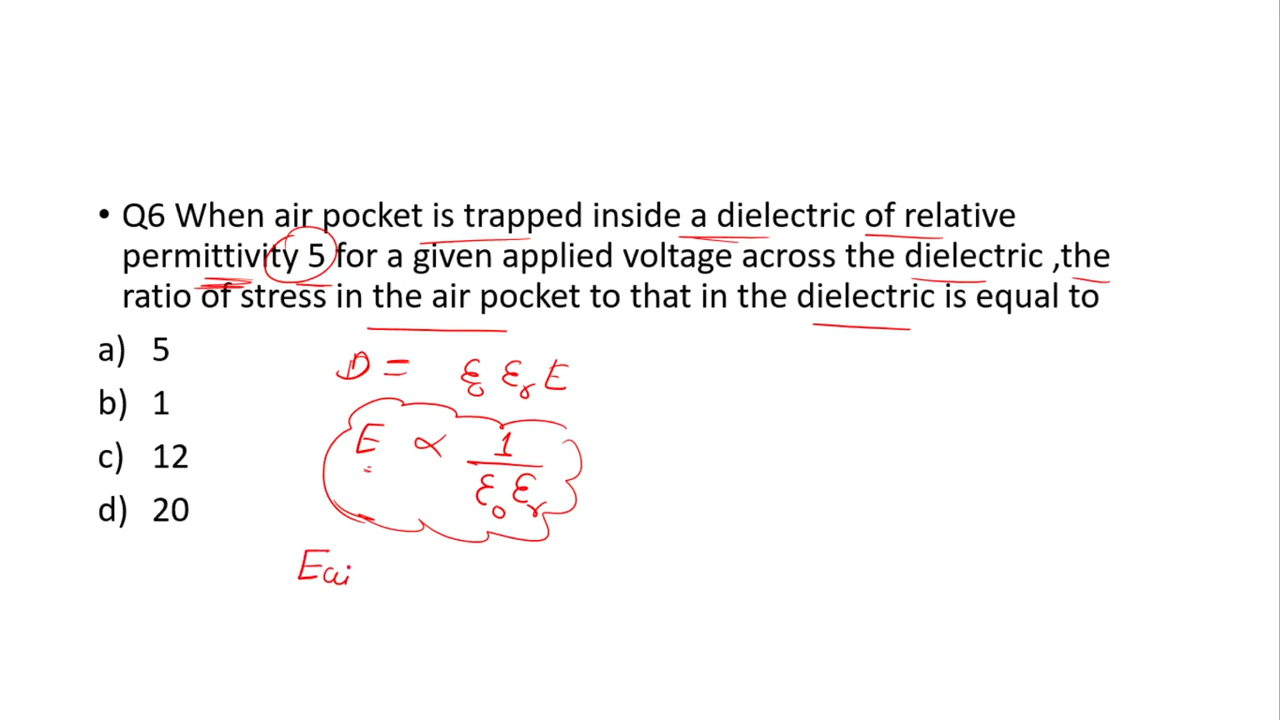 • Q6 When air pocket is trapped inside a dielectric of relative
permittivity 5 for a given applied voltage across the dielectric ,the
ratio of stress in the air pocket to that in the dielectric is equal to
a) 5
b) 1
c) 12
d) 20
D = ε₀ εᵣ E
E ∝ 1 / ε₀ εᵣ
Eai